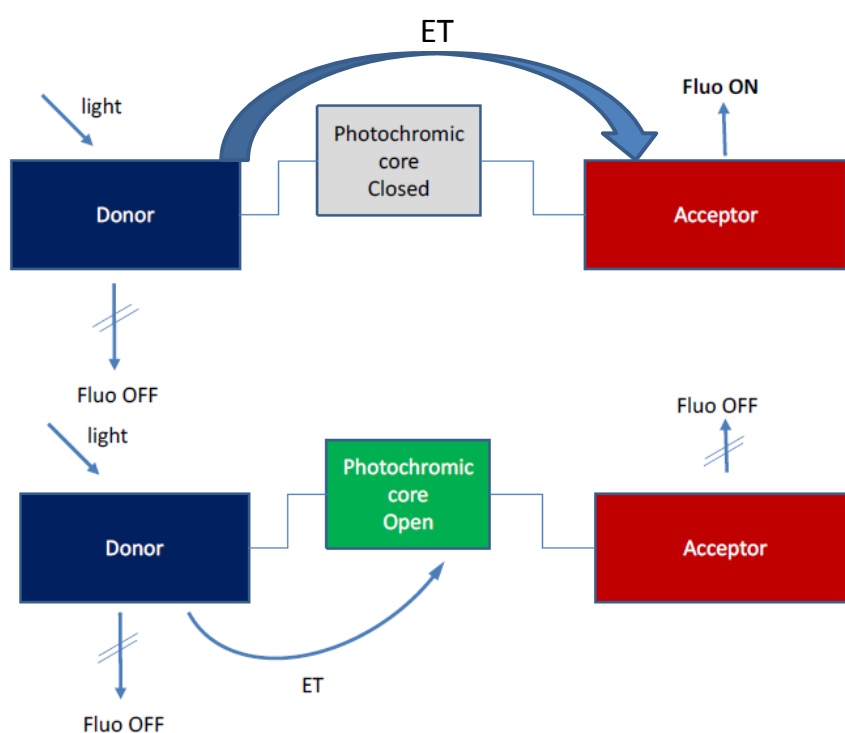 ET
Fluo ON
light
Photochromic
core
Closed
Donor
Acceptor
Fluo OFF
light
Fluo OFF
Photochromic
core
Open
Donor
Acceptor
ET
Fluo OFF